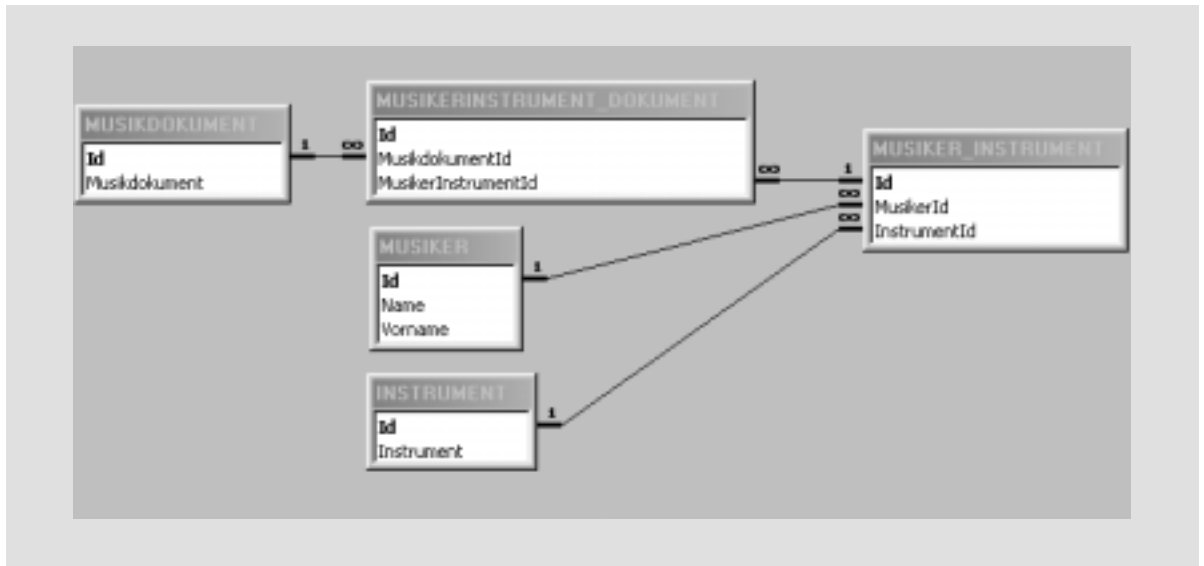 MUSIKDOKUMENT
Id
Musikdokument
1
∞
MUSIKERINSTRUMENT_DOKUMENT
Id
MusikdokumentId
MusikerInstrumentId
∞
1
∞
∞
MUSIKER_INSTRUMENT
Id
MusikerId
InstrumentId
MUSIKER
Id
Name
Vorname
1
INSTRUMENT
Id
Instrument
1